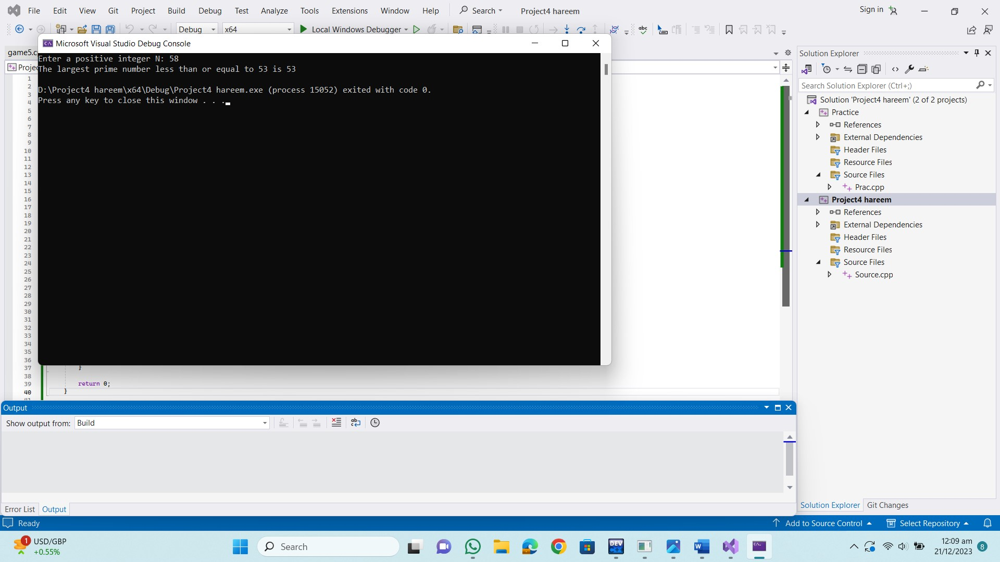 File Edit View Git Project Build Debug Test Analyze Tools Extensions Window Help Search Project4 hareem Sign in
Debug x64 Local Windows Debugger
Microsoft Visual Studio Debug Console
game5.c
Projec
Enter a positive integer N: 58
The largest prime number less than or equal to 53 is 53
D:\Project4 hareem\x64\Debug\Project4 hareem.exe (process 15052) exited with code 0.
Press any key to close this window . . .
1
2
3
4
5
6
7
8
9
10
11
12
13
14
15
16
17
18
19
20
21
22
23
24
25
26
27
28
29
30
31
32
33
34
35
36
37 }
38
39 return 0;
40 }
41
Solution Explorer
Search Solution Explorer (Ctrl+;)
Solution 'Project4 hareem' (2 of 2 projects)
Practice
References
External Dependencies
Header Files
Resource Files
Source Files
Prac.cpp
Project4 hareem
References
External Dependencies
Header Files
Resource Files
Source Files
Source.cpp
Solution Explorer Git Changes
Output
Show output from: Build
Error List Output
Ready Add to Source Control Select Repository
1 USD/GBP
+0.55%
Search
DEV
12:09 am
21/12/2023
8